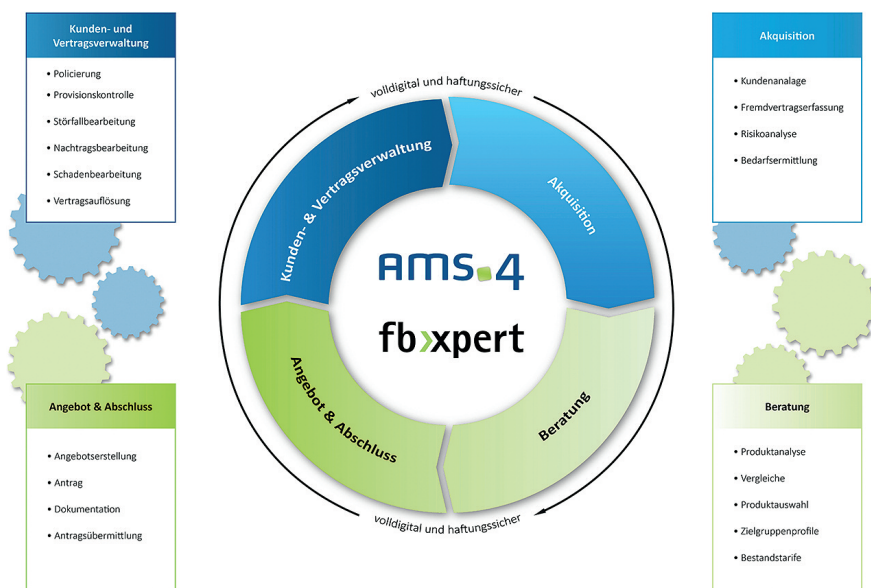 Kunden- und
Vertragsverwaltung
• Policierung
• Provisionskontrolle
• Störfallbearbeitung
• Nachtragsbearbeitung
• Schadenbearbeitung
• Vertragsauflösung
Akquisition
• Kundenanalage
• Fremdvertragserfassung
• Risikoanalyse
• Bedarfsermittlung
volldigital und haftungssicher
Kunden- & Vertragsverwaltung
Akquisition
AMS.4
fb>xpert
Angebot & Abschluss
Beratung
volldigital und haftungssicher
Angebot & Abschluss
• Angebotserstellung
• Antrag
• Dokumentation
• Antragsübermittlung
Beratung
• Produktanalyse
• Vergleiche
• Produktauswahl
• Zielgruppenprofile
• Bestandstarife